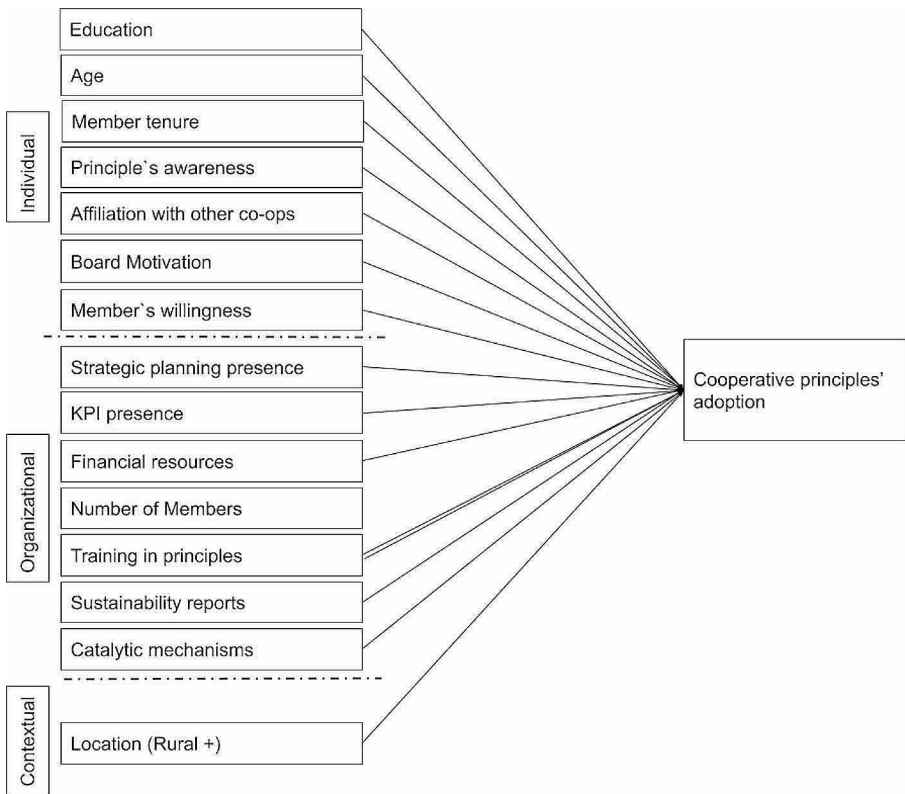 Individual
Education
Age
Member tenure
Principle`s awareness
Affiliation with other co-ops
Board Motivation
Member`s willingness
Organizational
Strategic planning presence
KPI presence
Financial resources
Number of Members
Training in principles
Sustainability reports
Catalytic mechanisms
Contextual
Location (Rural +)
Cooperative principles’
adoption